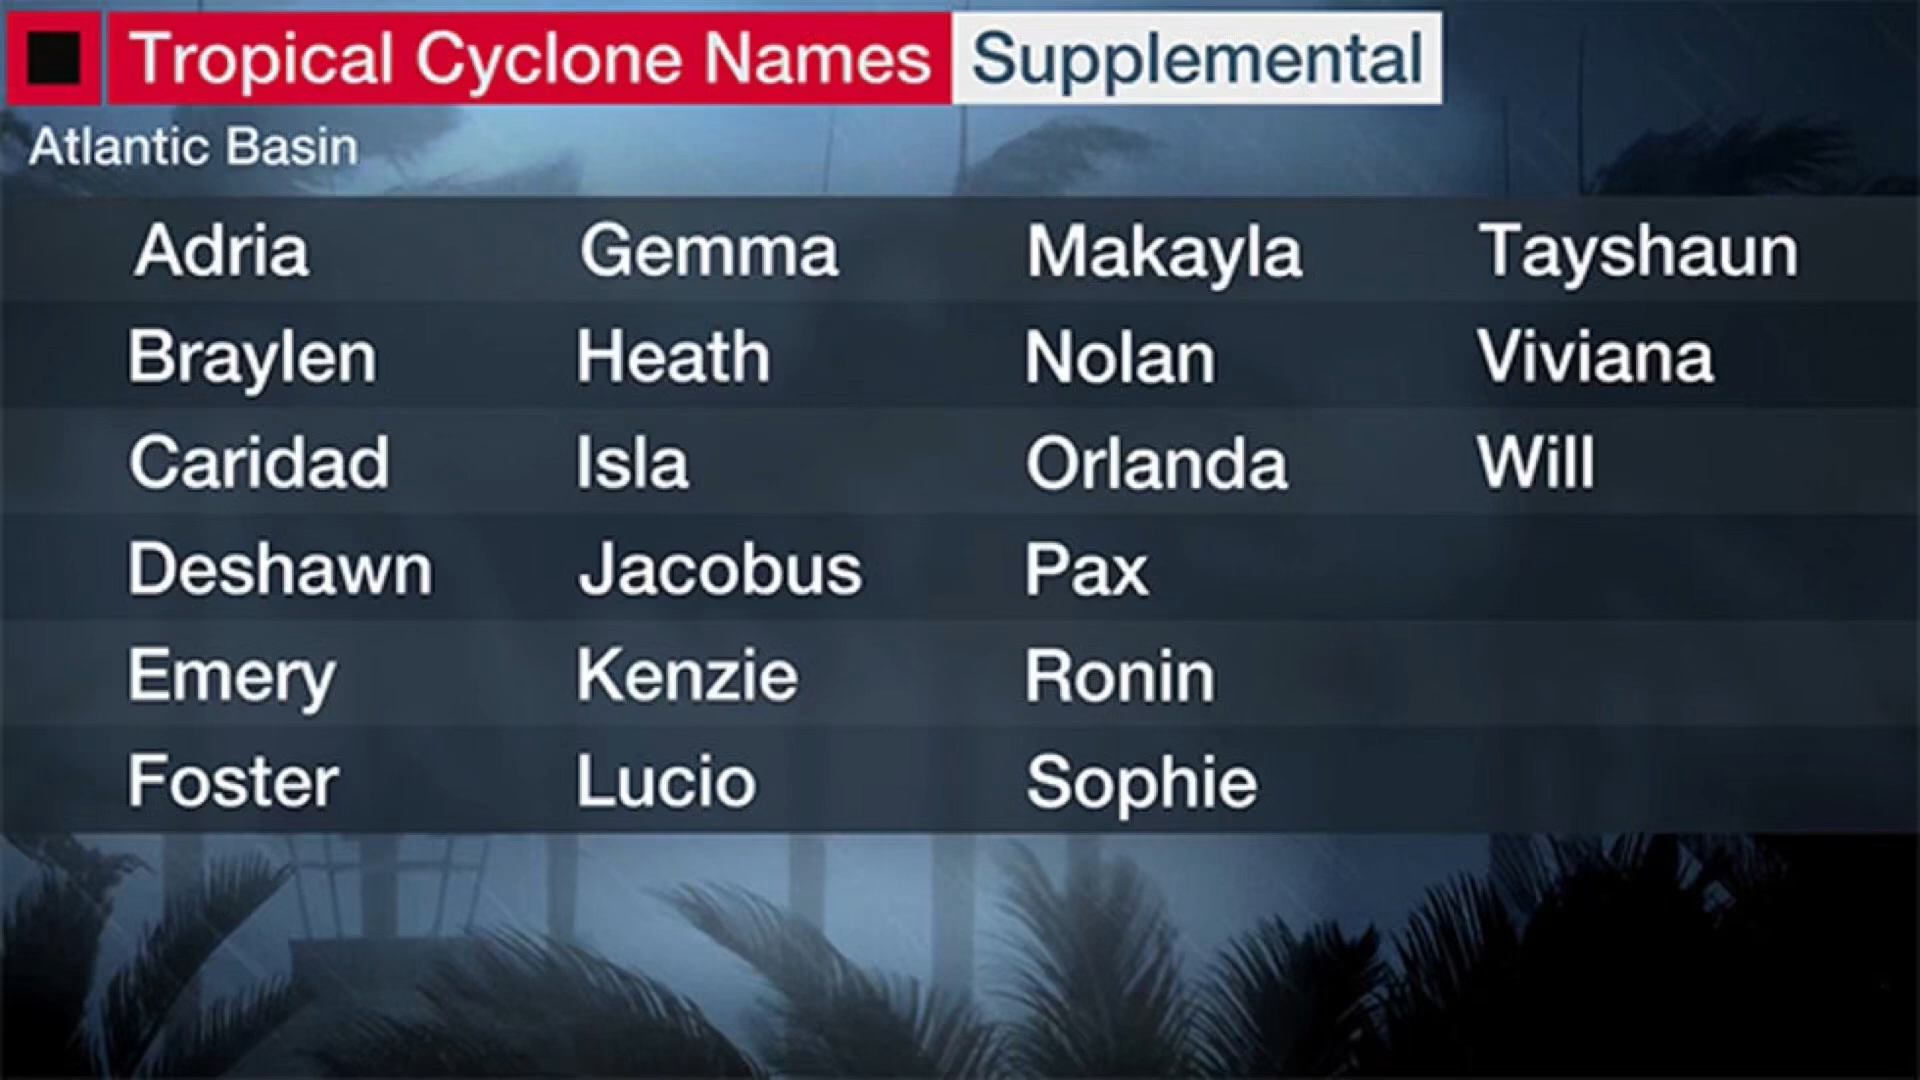 Tropical Cyclone Names Supplemental
Atlantic Basin
Adria Gemma Makayla Tayshaun
Braylen Heath Nolan Viviana
Caridad Isla Orlanda Will
Deshawn Jacobus Pax
Emery Kenzie Ronin
Foster Lucio Sophie